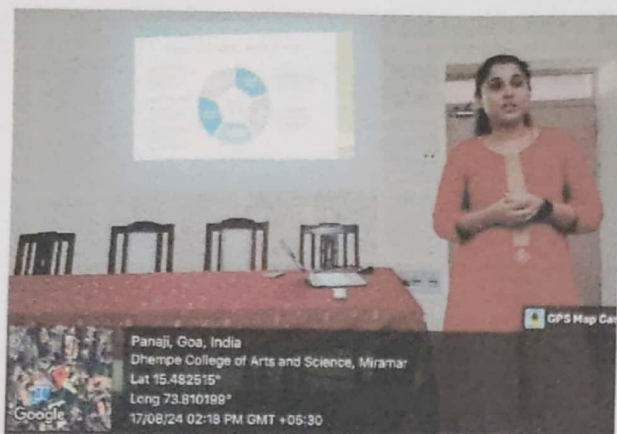 GPS Map Cam
Panaji, Goa, India
Dhempe College of Arts and Science, Miramar
Lat 15.482515°
Long 73.810199°
17/08/24 02:18 PM GMT +05:30
Google